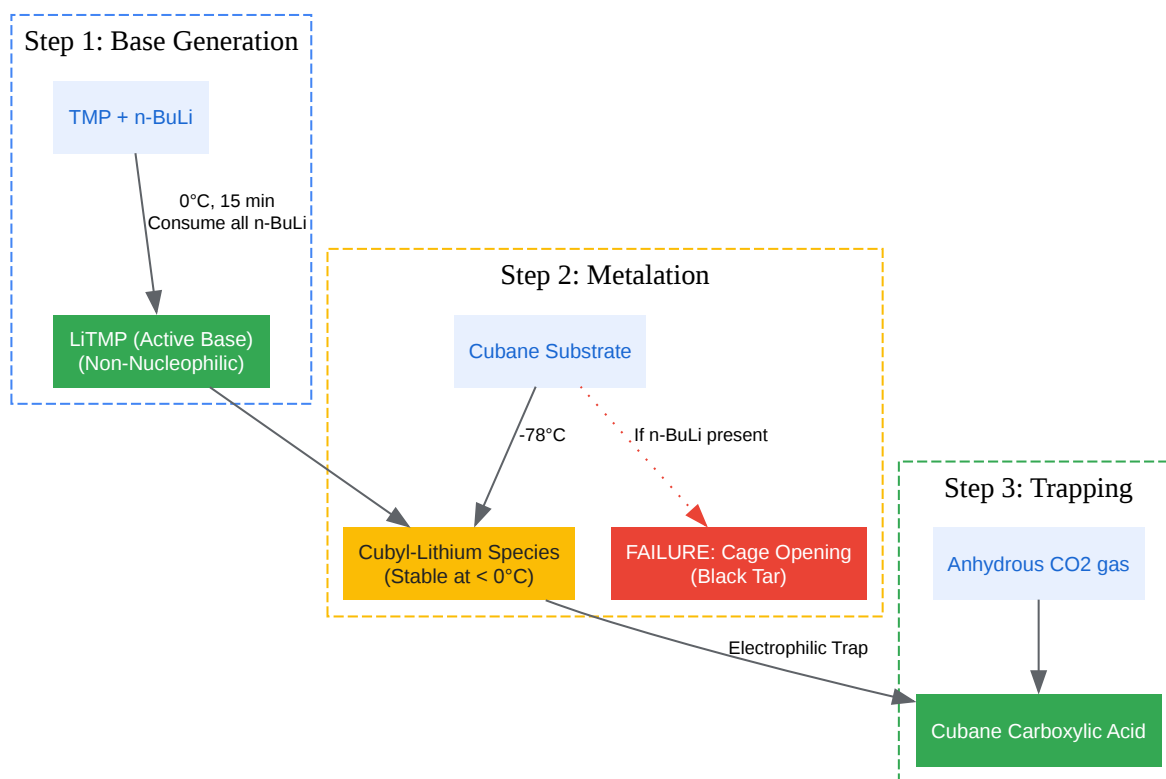 Step 1: Base Generation
TMP + n-BuLi
0°C, 15 min
Consume all n-BuLi
LiTMP (Active Base)
(Non-Nucleophilic)
Step 2: Metalation
Cubane Substrate
-78°C
If n-BuLi present
Cubyl-Lithium Species
(Stable at < 0°C)
FAILURE: Cage Opening
(Black Tar)
Electrophilic Trap
Step 3: Trapping
Anhydrous CO2 gas
Cubane Carboxylic Acid